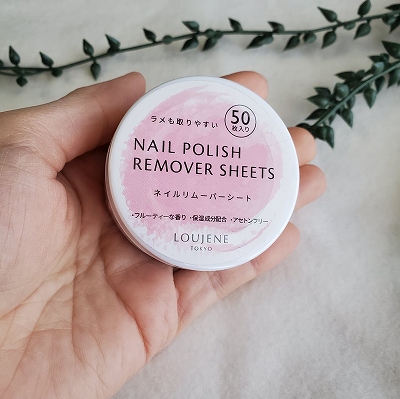 ラメも取りやすい
50
枚入り
NAIL POLISH
REMOVER SHEETS
ネイルリムーバーシート
・フルーティーな香り ・保湿成分配合 ・アセトンフリー
LOUJENE
TOKYO